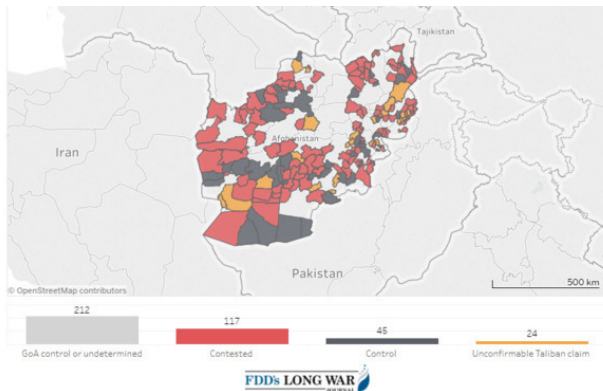 Tajikistan
Afghanistan
Iran
Pakistan
© OpenStreetMap contributors
500 km
212
117
45
24
GoA control or undetermined
Contested
Control
Unconfirmable Taliban claim
FDD's LONG WAR
JOURNAL